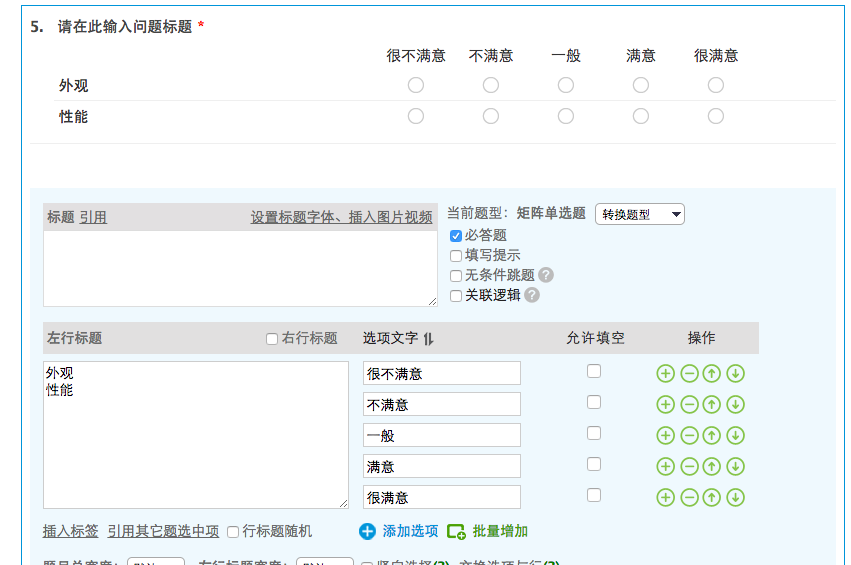 5. 请在此输入问题标题 *
很不满意 不满意 一般 满意 很满意
外观
性能
标题 引用 设置标题字体、插入图片视频
当前题型: 矩阵单选题 转换题型
必答题
填写提示
无条件跳题 ?
关联逻辑 ?
左行标题 右行标题 选项文字 允许填空 操作
外观
性能
很不满意
不满意
一般
满意
很满意
插入标签 引用其它题选中项 行标题随机
添加选项 批量增加